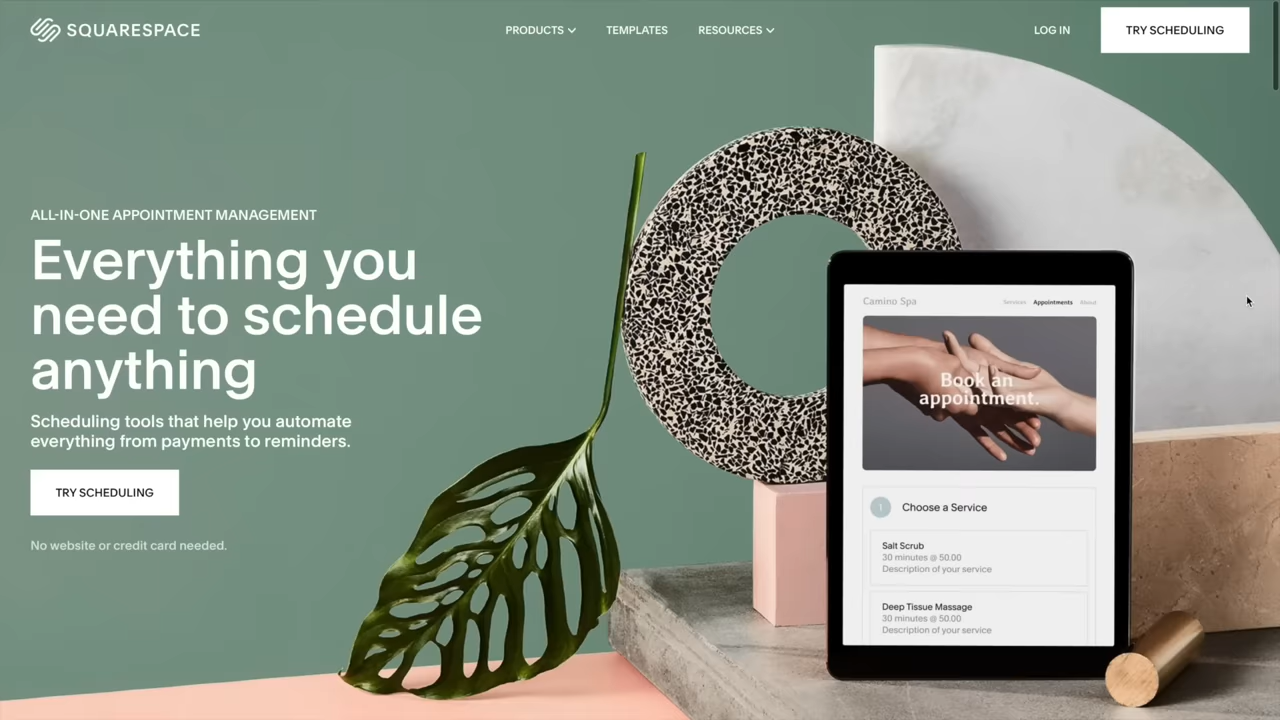 SQUARESPACE
PRODUCTS
TEMPLATES
RESOURCES
LOG IN
TRY SCHEDULING
ALL-IN-ONE APPOINTMENT MANAGEMENT
Everything you
need to schedule
anything
Scheduling tools that help you automate
everything from payments to reminders.
TRY SCHEDULING
No website or credit card needed.
Camino Spa
Services
Appointments
About
Book an
appointment.
1
Choose a Service
Salt Scrub
30 minutes @ 50.00
Description of your service
Deep Tissue Massage
30 minutes @ 50.00
Description of your service